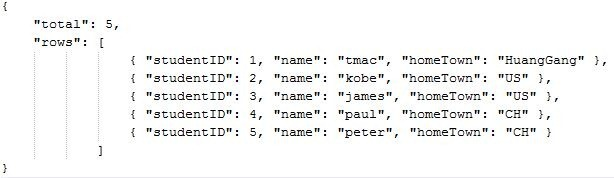 {
    "total": 5,
    "rows": [
                { "studentID": 1, "name": "tmac", "homeTown": "HuangGang" },
                { "studentID": 2, "name": "kobe", "homeTown": "US" },
                { "studentID": 3, "name": "james", "homeTown": "US" },
                { "studentID": 4, "name": "paul", "homeTown": "CH" },
                { "studentID": 5, "name": "peter", "homeTown": "CH" }
            ]
}